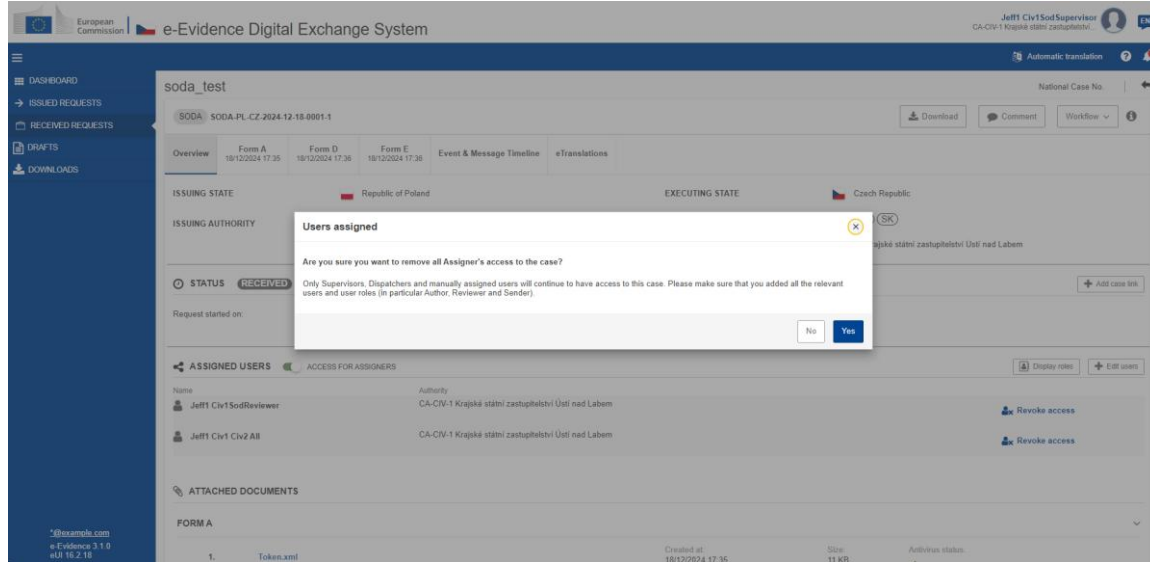 European
Commission
e-Evidence Digital Exchange System
Jeff1 Civ1SodSupervisor
CA-CIV-1 Krajské státní zastupitelství...
EN
Automatic translation
DASHBOARD
ISSUED REQUESTS
RECEIVED REQUESTS
DRAFTS
DOWNLOADS
soda_test
National Case No.
SODA SODA-PL-CZ-2024-12-18-0001-1
Download
Comment
Workflow
Overview
Form A
18/12/2024 17:35
Form D
18/12/2024 17:36
Form E
18/12/2024 17:36
Event & Message Timeline
eTranslations
ISSUING STATE
Republic of Poland
EXECUTING STATE
Czech Republic
ISSUING AUTHORITY
SK
ajské státní zastupitelství Ústí nad Labem
Users assigned
Are you sure you want to remove all Assigner's access to the case?
Only Supervisors, Dispatchers and manually assigned users will continue to have access to this case. Please make sure that you added all the relevant
users and user roles (in particular Author, Reviewer and Sender).
No
Yes
STATUS RECEIVED
Add case link
Request started on:
ASSIGNED USERS ACCESS FOR ASSIGNERS
Display roles
Edit users
Name Authority
Jeff1 Civ1SodReviewer CA-CIV-1 Krajské státní zastupitelství Ústí nad Labem
Revoke access
Jeff1 Civ1 Civ2 All CA-CIV-1 Krajské státní zastupitelství Ústí nad Labem
Revoke access
ATTACHED DOCUMENTS
FORM A
1. Token.xml
Created at
18/12/2024 17:35
Size
11 KB
Antivirus status
*@example.com
e-Evidence 3.1.0
eUI 16.2.18